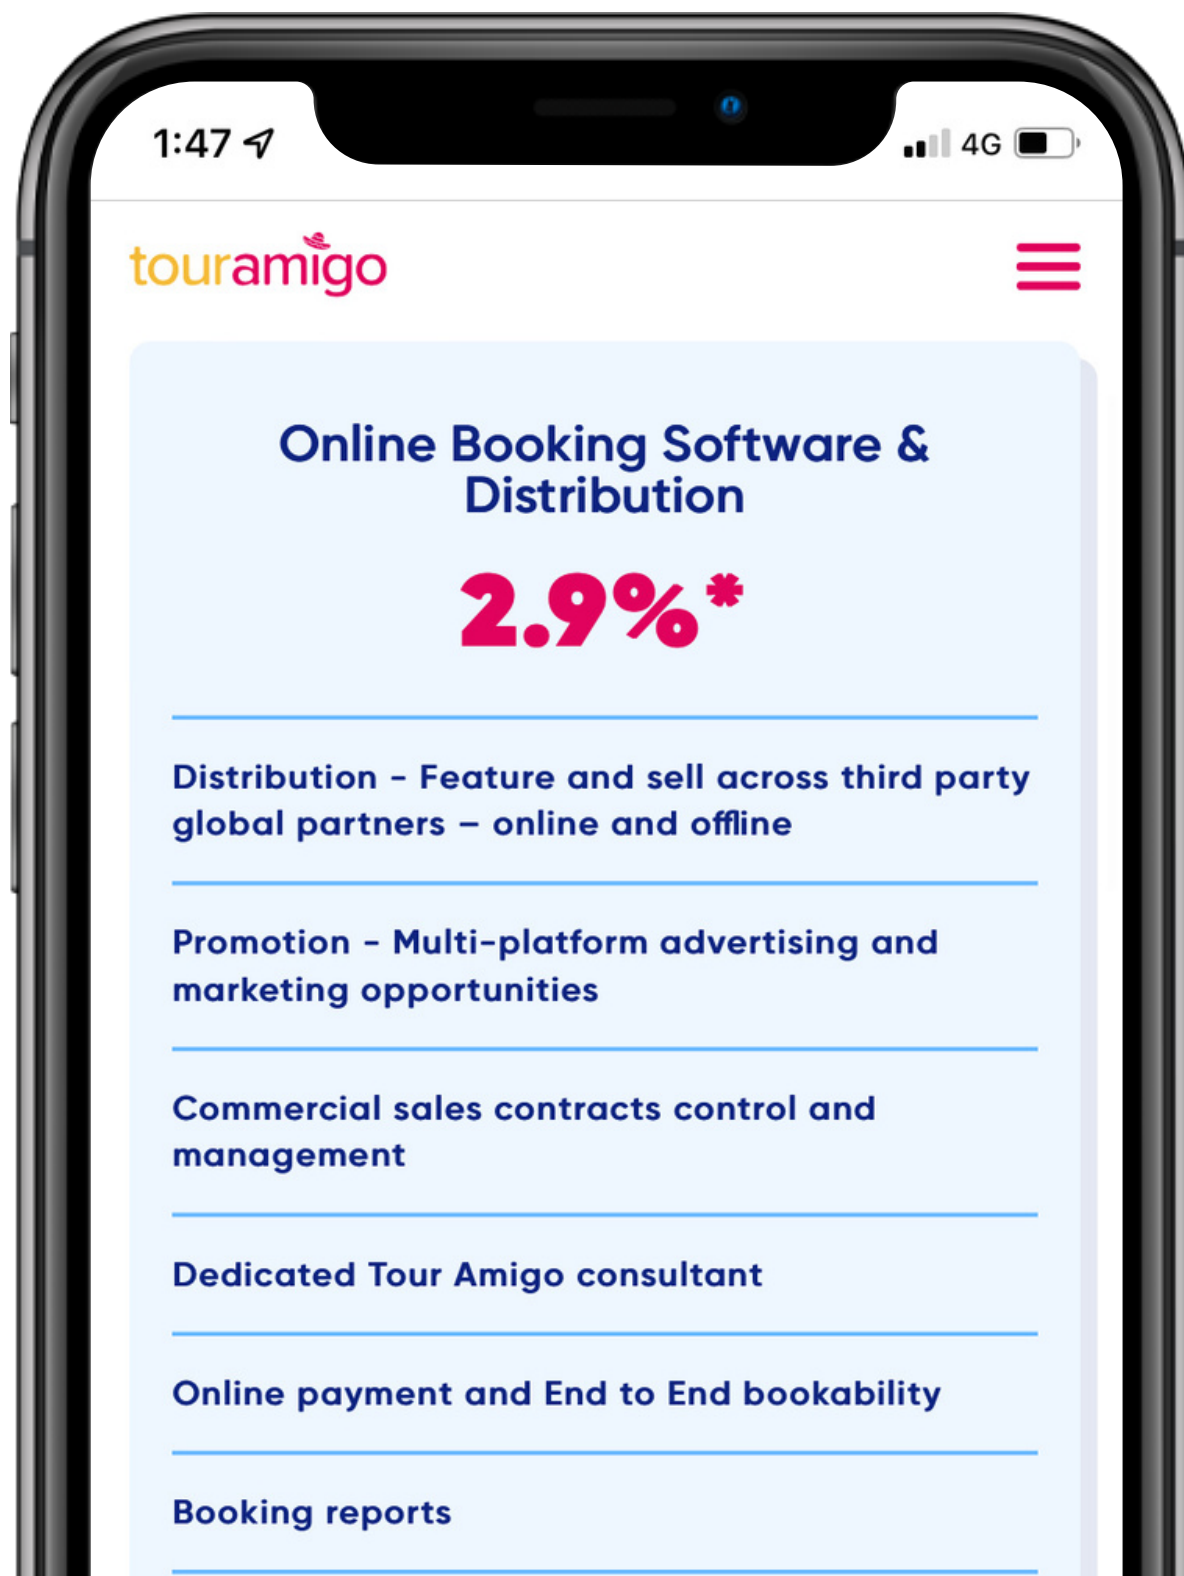 1:47
4G
touramigo
Online Booking Software &
Distribution
2.9%*
Distribution - Feature and sell across third party
global partners – online and offline
Promotion - Multi-platform advertising and
marketing opportunities
Commercial sales contracts control and
management
Dedicated Tour Amigo consultant
Online payment and End to End bookability
Booking reports